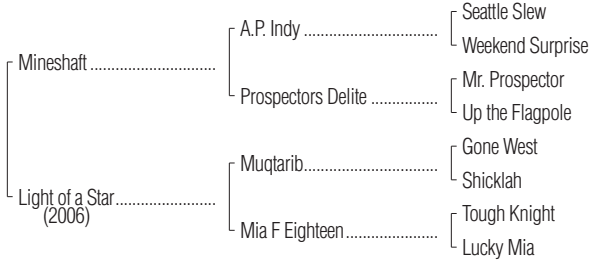 Seattle Slew
A.P. Indy ..................................
Weekend Surprise
Mineshaft ...............................
Mr. Prospector
Prospectors Delite .................
Up the Flagpole
Gone West
Muqtarib..................................
Shicklah
Light of a Star.........................
(2006)
Tough Knight
Mia F Eighteen.......................
Lucky Mia